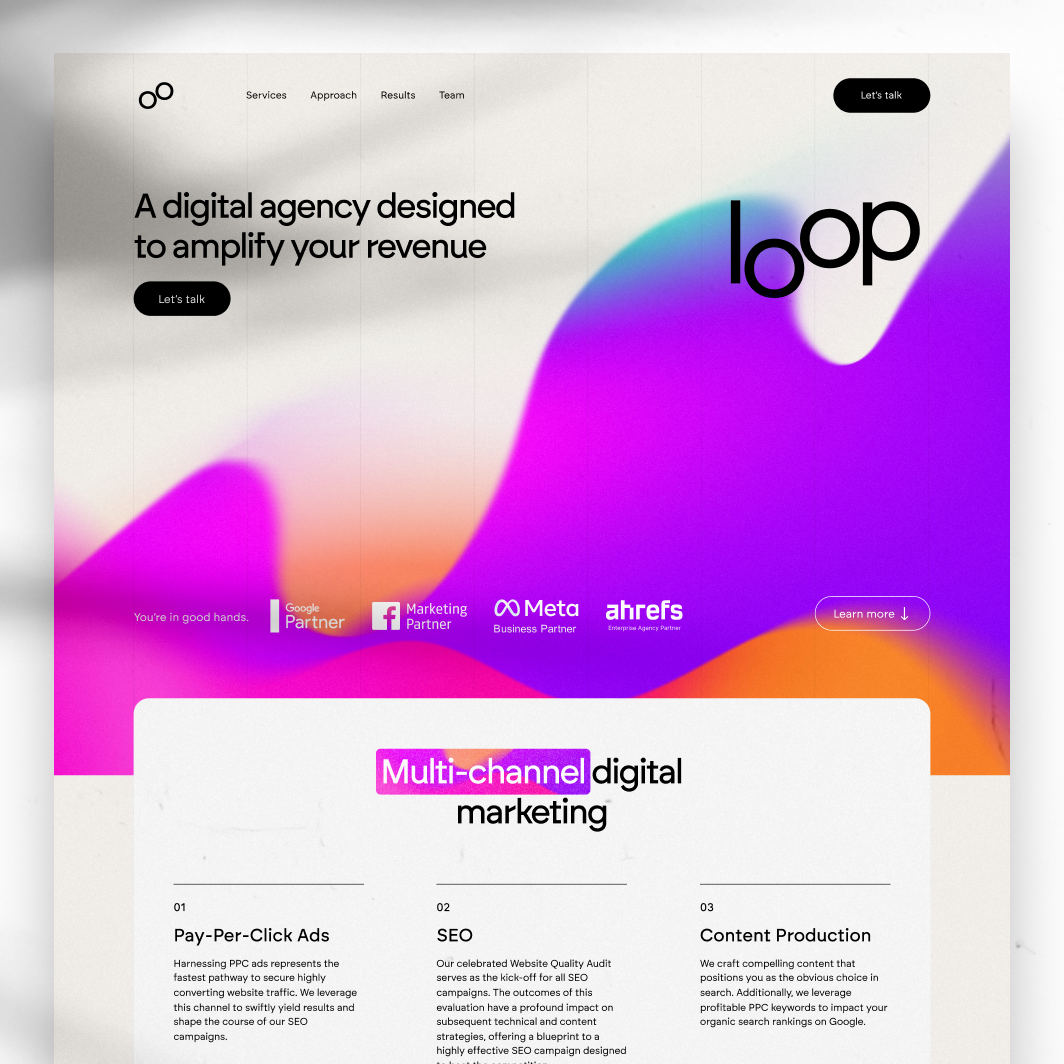 Services Approach Results Team
Let's talk
A digital agency designed
to amplify your revenue
Let's talk
loop
You're in good hands.
Google
Partner
Marketing
Partner
Meta
Business Partner
ahrefs
Enterprise Agency Partner
Learn more ↓
Multi-channel digital
marketing
01
Pay-Per-Click Ads
Harnessing PPC ads represents the
fastest pathway to secure highly
converting website traffic. We leverage
this channel to swiftly yield results and
shape the course of our SEO
campaigns.
02
SEO
Our celebrated Website Quality Audit
serves as the kick-off for all SEO
campaigns. The outcomes of this
evaluation have a profound impact on
subsequent technical and content
strategies, offering a blueprint to a
highly effective SEO campaign designed
03
Content Production
We craft compelling content that
positions you as the obvious choice in
search. Additionally, we leverage
profitable PPC keywords to impact your
organic search rankings on Google.